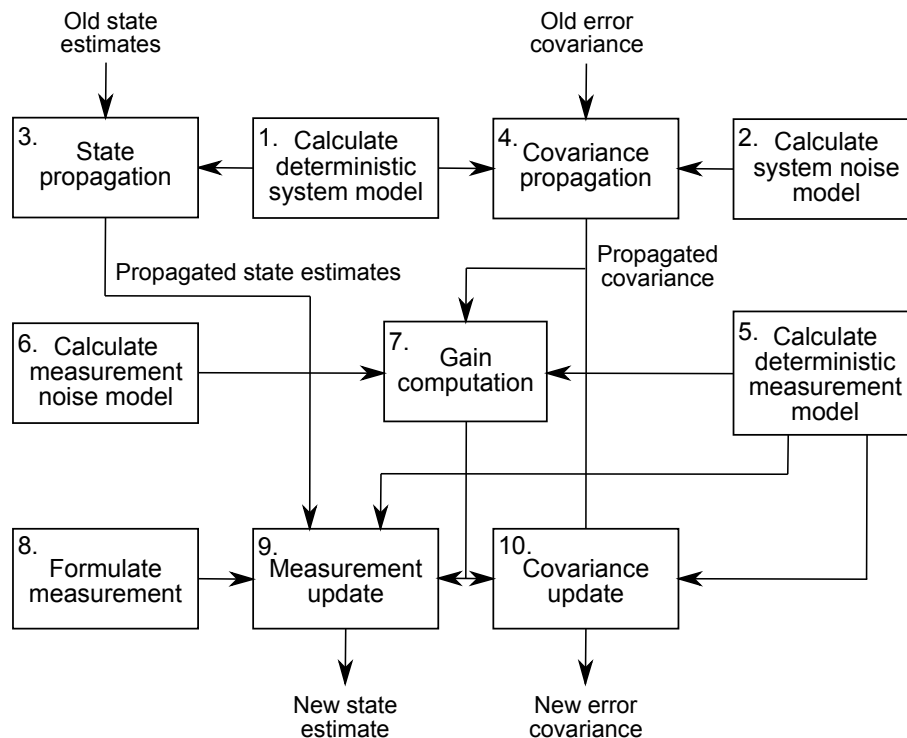 Old state
estimates
Old error
covariance
3.
State
propagation
1.
Calculate
deterministic
system model
4.
Covariance
propagation
2.
Calculate
system noise
model
Propagated state estimates
Propagated
covariance
6.
Calculate
measurement
noise model
7.
Gain
computation
5.
Calculate
deterministic
measurement
model
8.
Formulate
measurement
9.
Measurement
update
10.
Covariance
update
New state
estimate
New error
covariance